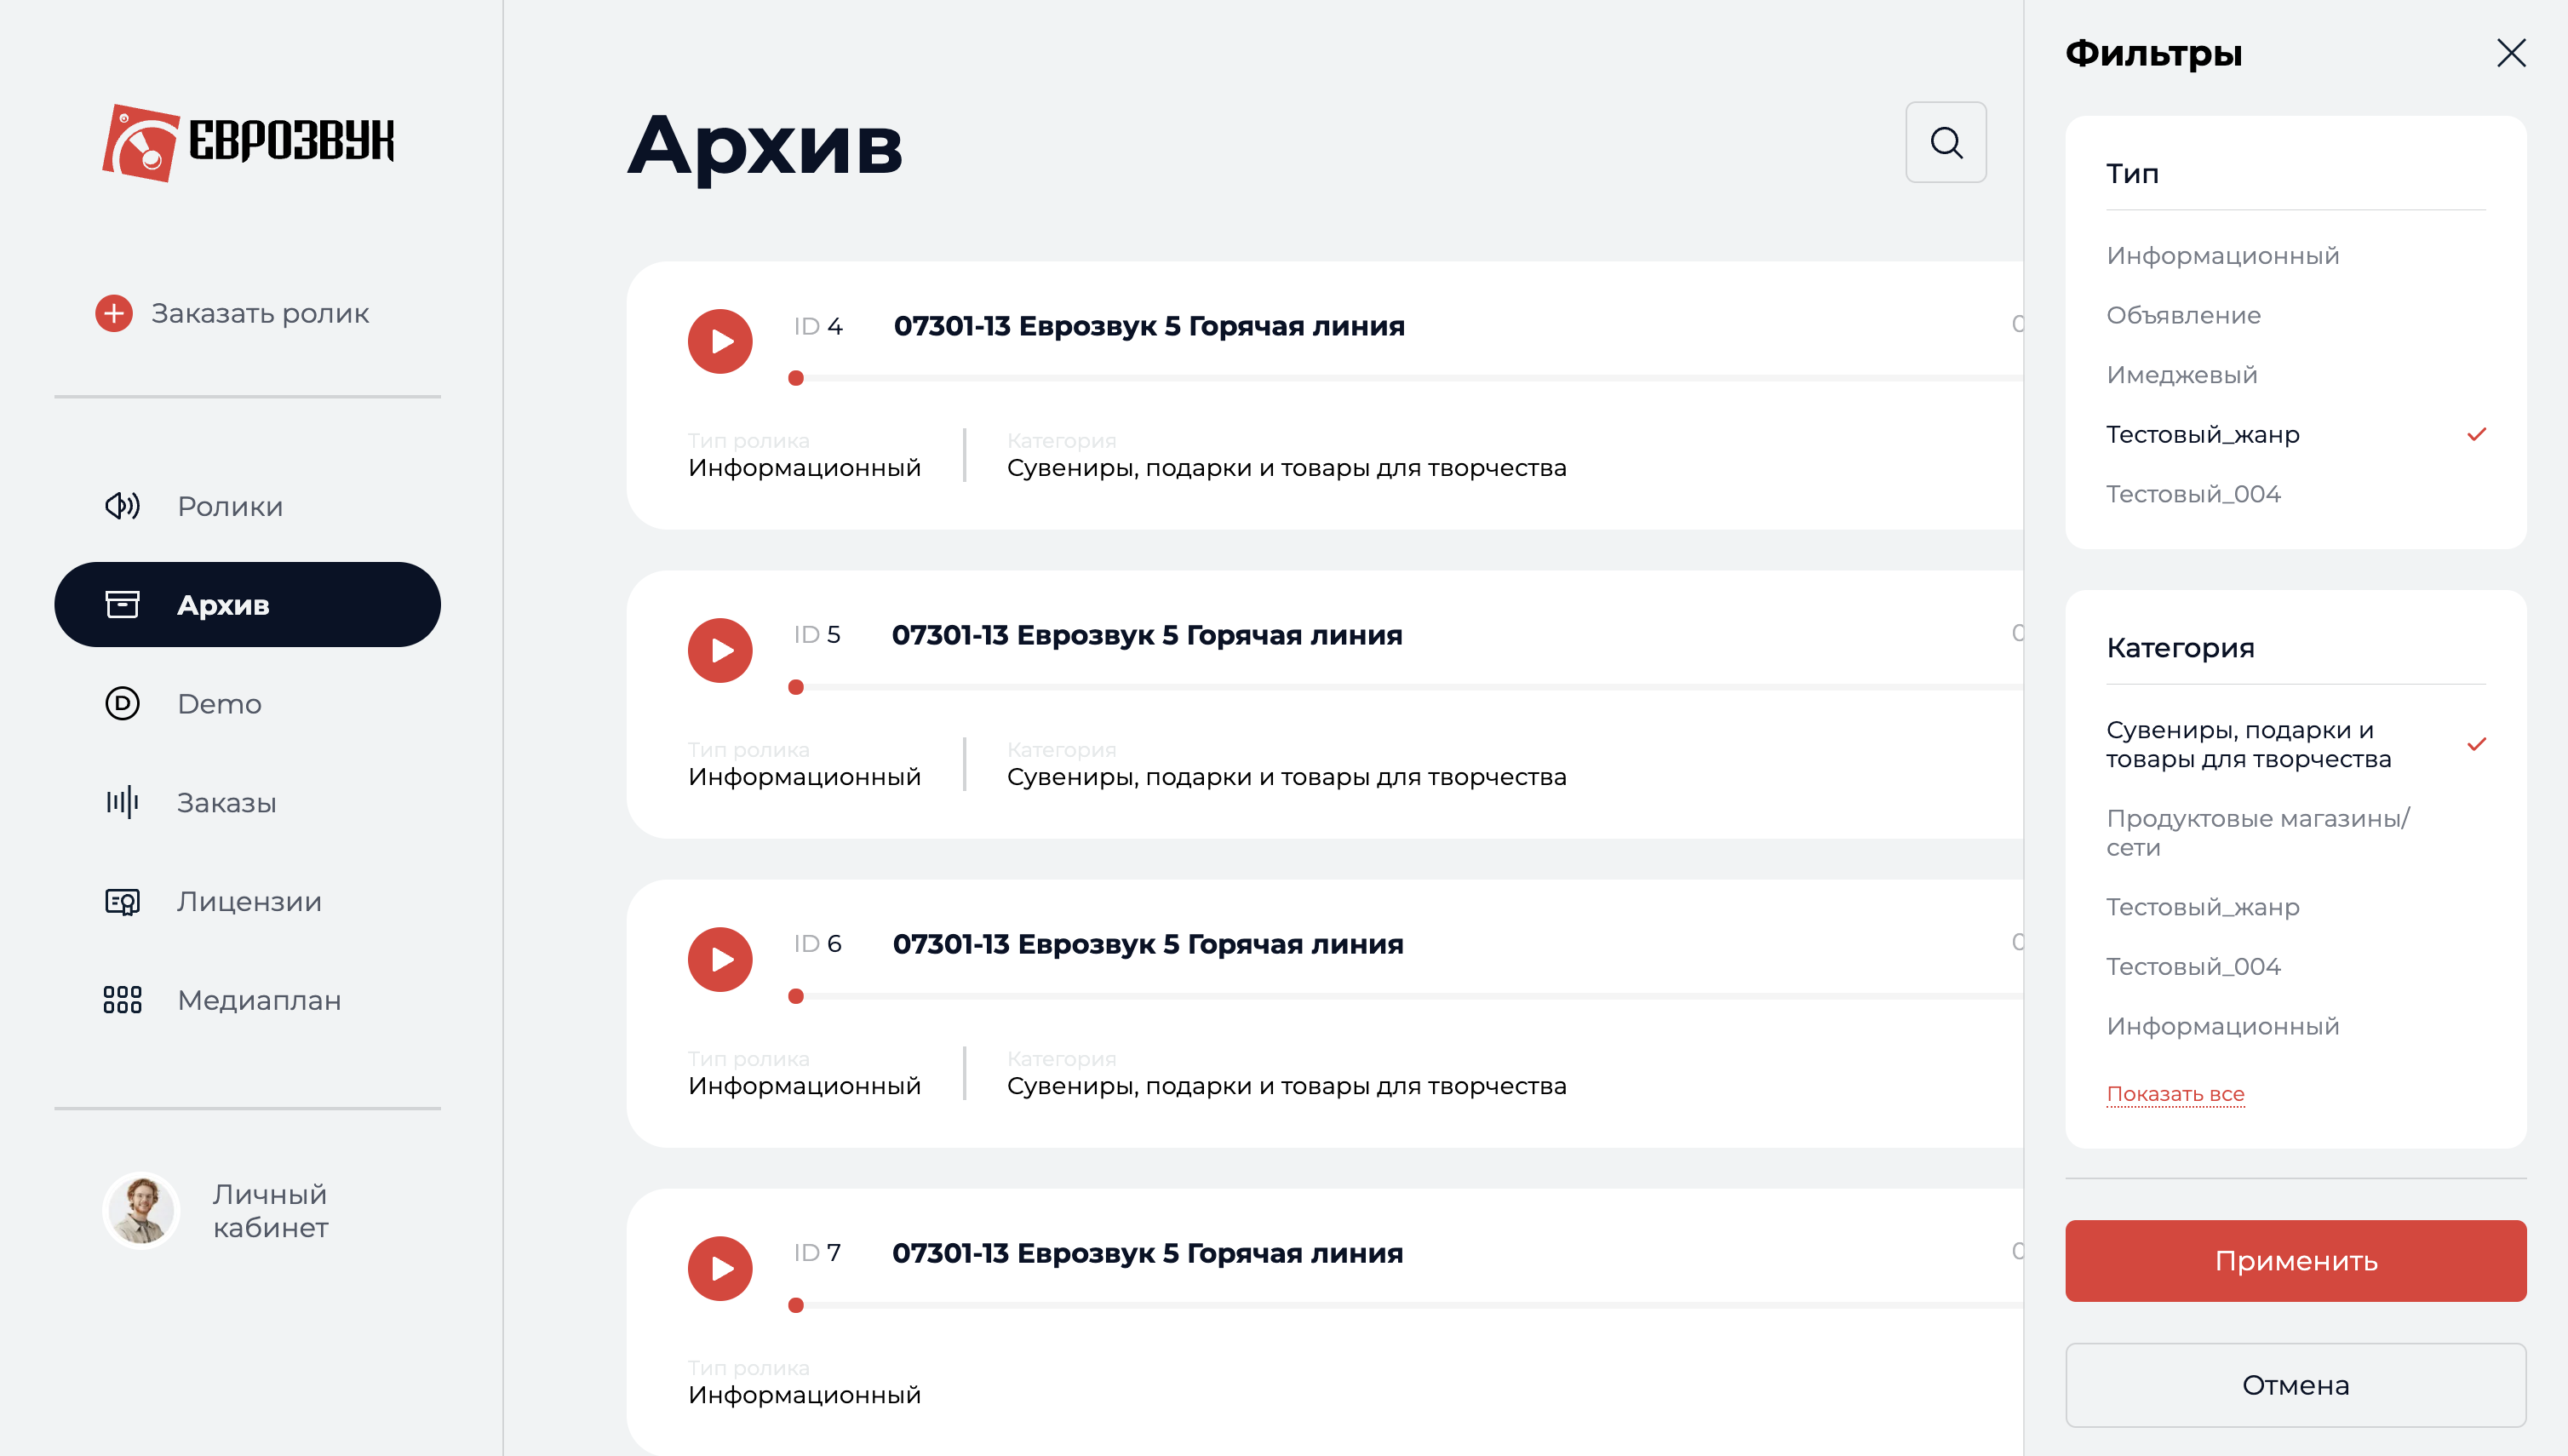 ЕВРОЗВУК
Заказать ролик
Ролики
Архив
Demo
Заказы
Лицензии
Медиаплан
Личный
кабинет
Архив
ID 4 07301-13 Еврозвук 5 Горячая линия
Тип ролика
Информационный
Категория
Сувениры, подарки и товары для творчества
ID 5 07301-13 Еврозвук 5 Горячая линия
Тип ролика
Информационный
Категория
Сувениры, подарки и товары для творчества
ID 6 07301-13 Еврозвук 5 Горячая линия
Тип ролика
Информационный
Категория
Сувениры, подарки и товары для творчества
ID 7 07301-13 Еврозвук 5 Горячая линия
Тип ролика
Информационный
Фильтры
Тип
Информационный
Объявление
Имеджевый
Тестовый_жанр
Тестовый_004
Категория
Сувениры, подарки и
товары для творчества
Продуктовые магазины/
сети
Тестовый_жанр
Тестовый_004
Информационный
Показать все
Применить
Отмена